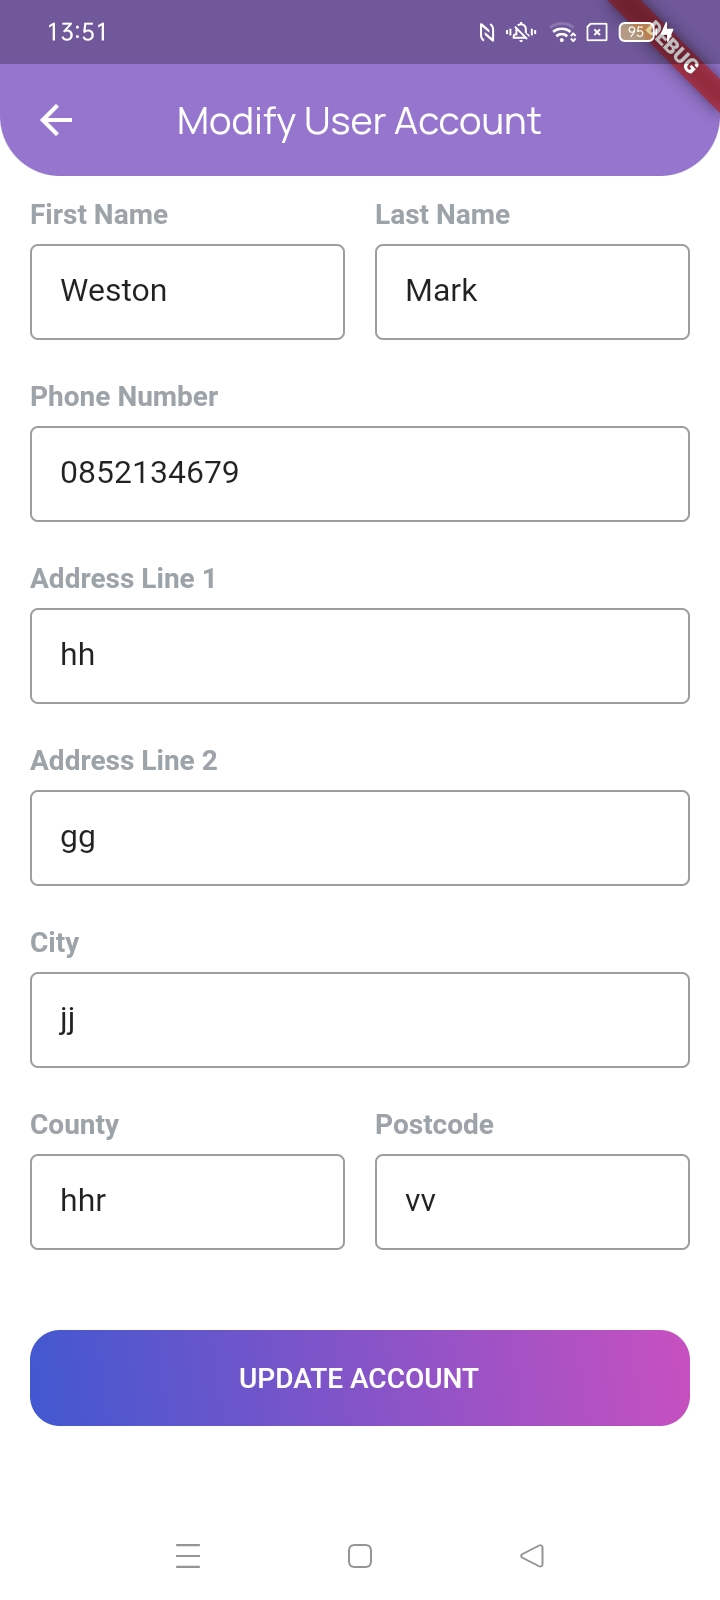 13:51 95 DEBUG
Modify User Account
First Name Last Name
Weston Mark
Phone Number
0852134679
Address Line 1
hh
Address Line 2
gg
City
jj
County Postcode
hhr vv
UPDATE ACCOUNT